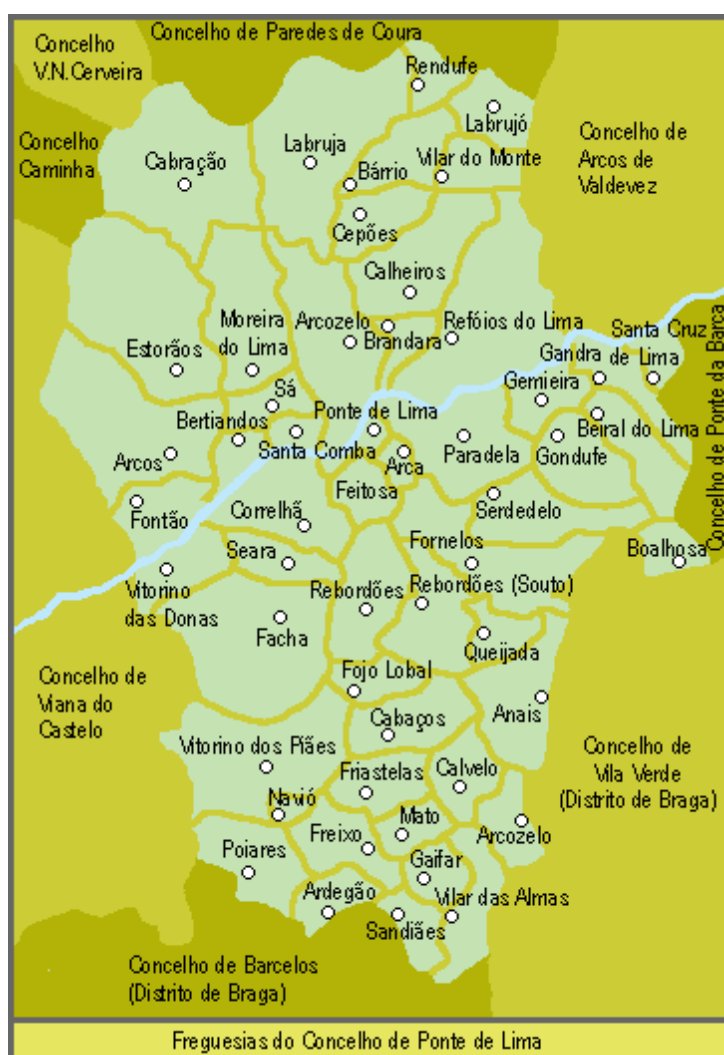 Concelho de Paredes de Coura
Concelho
V.N.Cerveira
Rendufe
Labrujó
Concelho
Caminha
Concelho de
Arcos de
Valdevez
Cabração
Labruja
Bárrio
Vilar do Monte
Cepões
Calheiros
Moreira
do Lima
Arcozelo
Brandara
Refóios do Lima
Santa Cruz
de Lima
Gandra
Estorãos
Gemieira
Sá
Bertiandos
Santa Comba
Ponte de Lima
Beiral do Lima
Concelho de Ponte da Barca
Arcos
Arca
Paradela
Gondufe
Feitosa
Fontão
Correlhã
Serdedelo
Seara
Fornelos
Boalhosa
Vitorino
das Donas
Rebordões
Rebordões (Souto)
Facha
Queijada
Concelho de
Viana do
Castelo
Fojo Lobal
Anais
Cabaços
Vitorino dos Piães
Friastelas
Calvelo
Concelho de
Vila Verde
(Distrito de Braga)
Navió
Mato
Arcozelo
Poiares
Freixo
Gaifar
Ardegão
Vilar das Almas
Sandiães
Concelho de Barcelos
(Distrito de Braga)
Freguesias do Concelho de Ponte de Lima